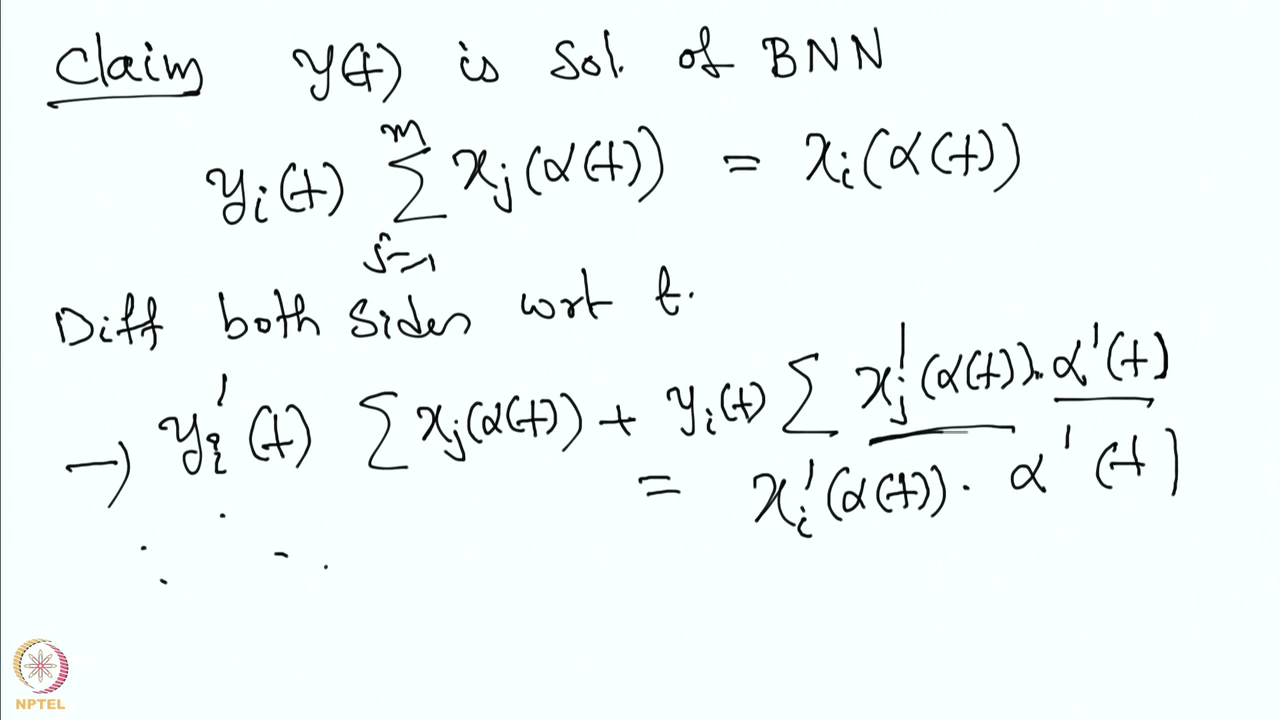 Claim y(t) is Sol. of BNN
y_i(t) \sum_{j=1}^{m} x_j(α(t)) = x_i(α(t))
Diff both sides wrt t.
→ y_i'(t) ∑ x_j(α(t)) + y_i(t) ∑ x_j'(α(t)). α'(t)
= x_i'(α(t)). α'(t)
NPTEL